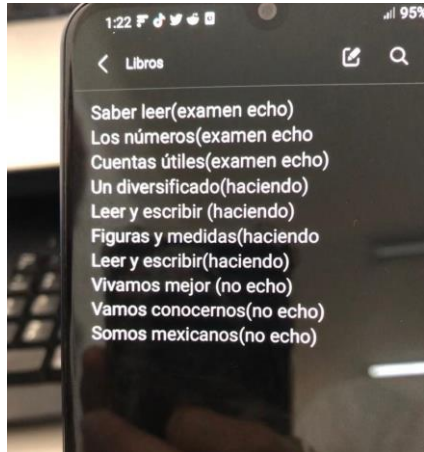 1:22
95%
Libros
Saber leer(examen echo)
Los números(examen echo
Cuentas útiles(examen echo)
Un diversificado(haciendo)
Leer y escribir (haciendo)
Figuras y medidas(haciendo
Leer y escribir(haciendo)
Vivamos mejor (no echo)
Vamos conocernos(no echo)
Somos mexicanos(no echo)